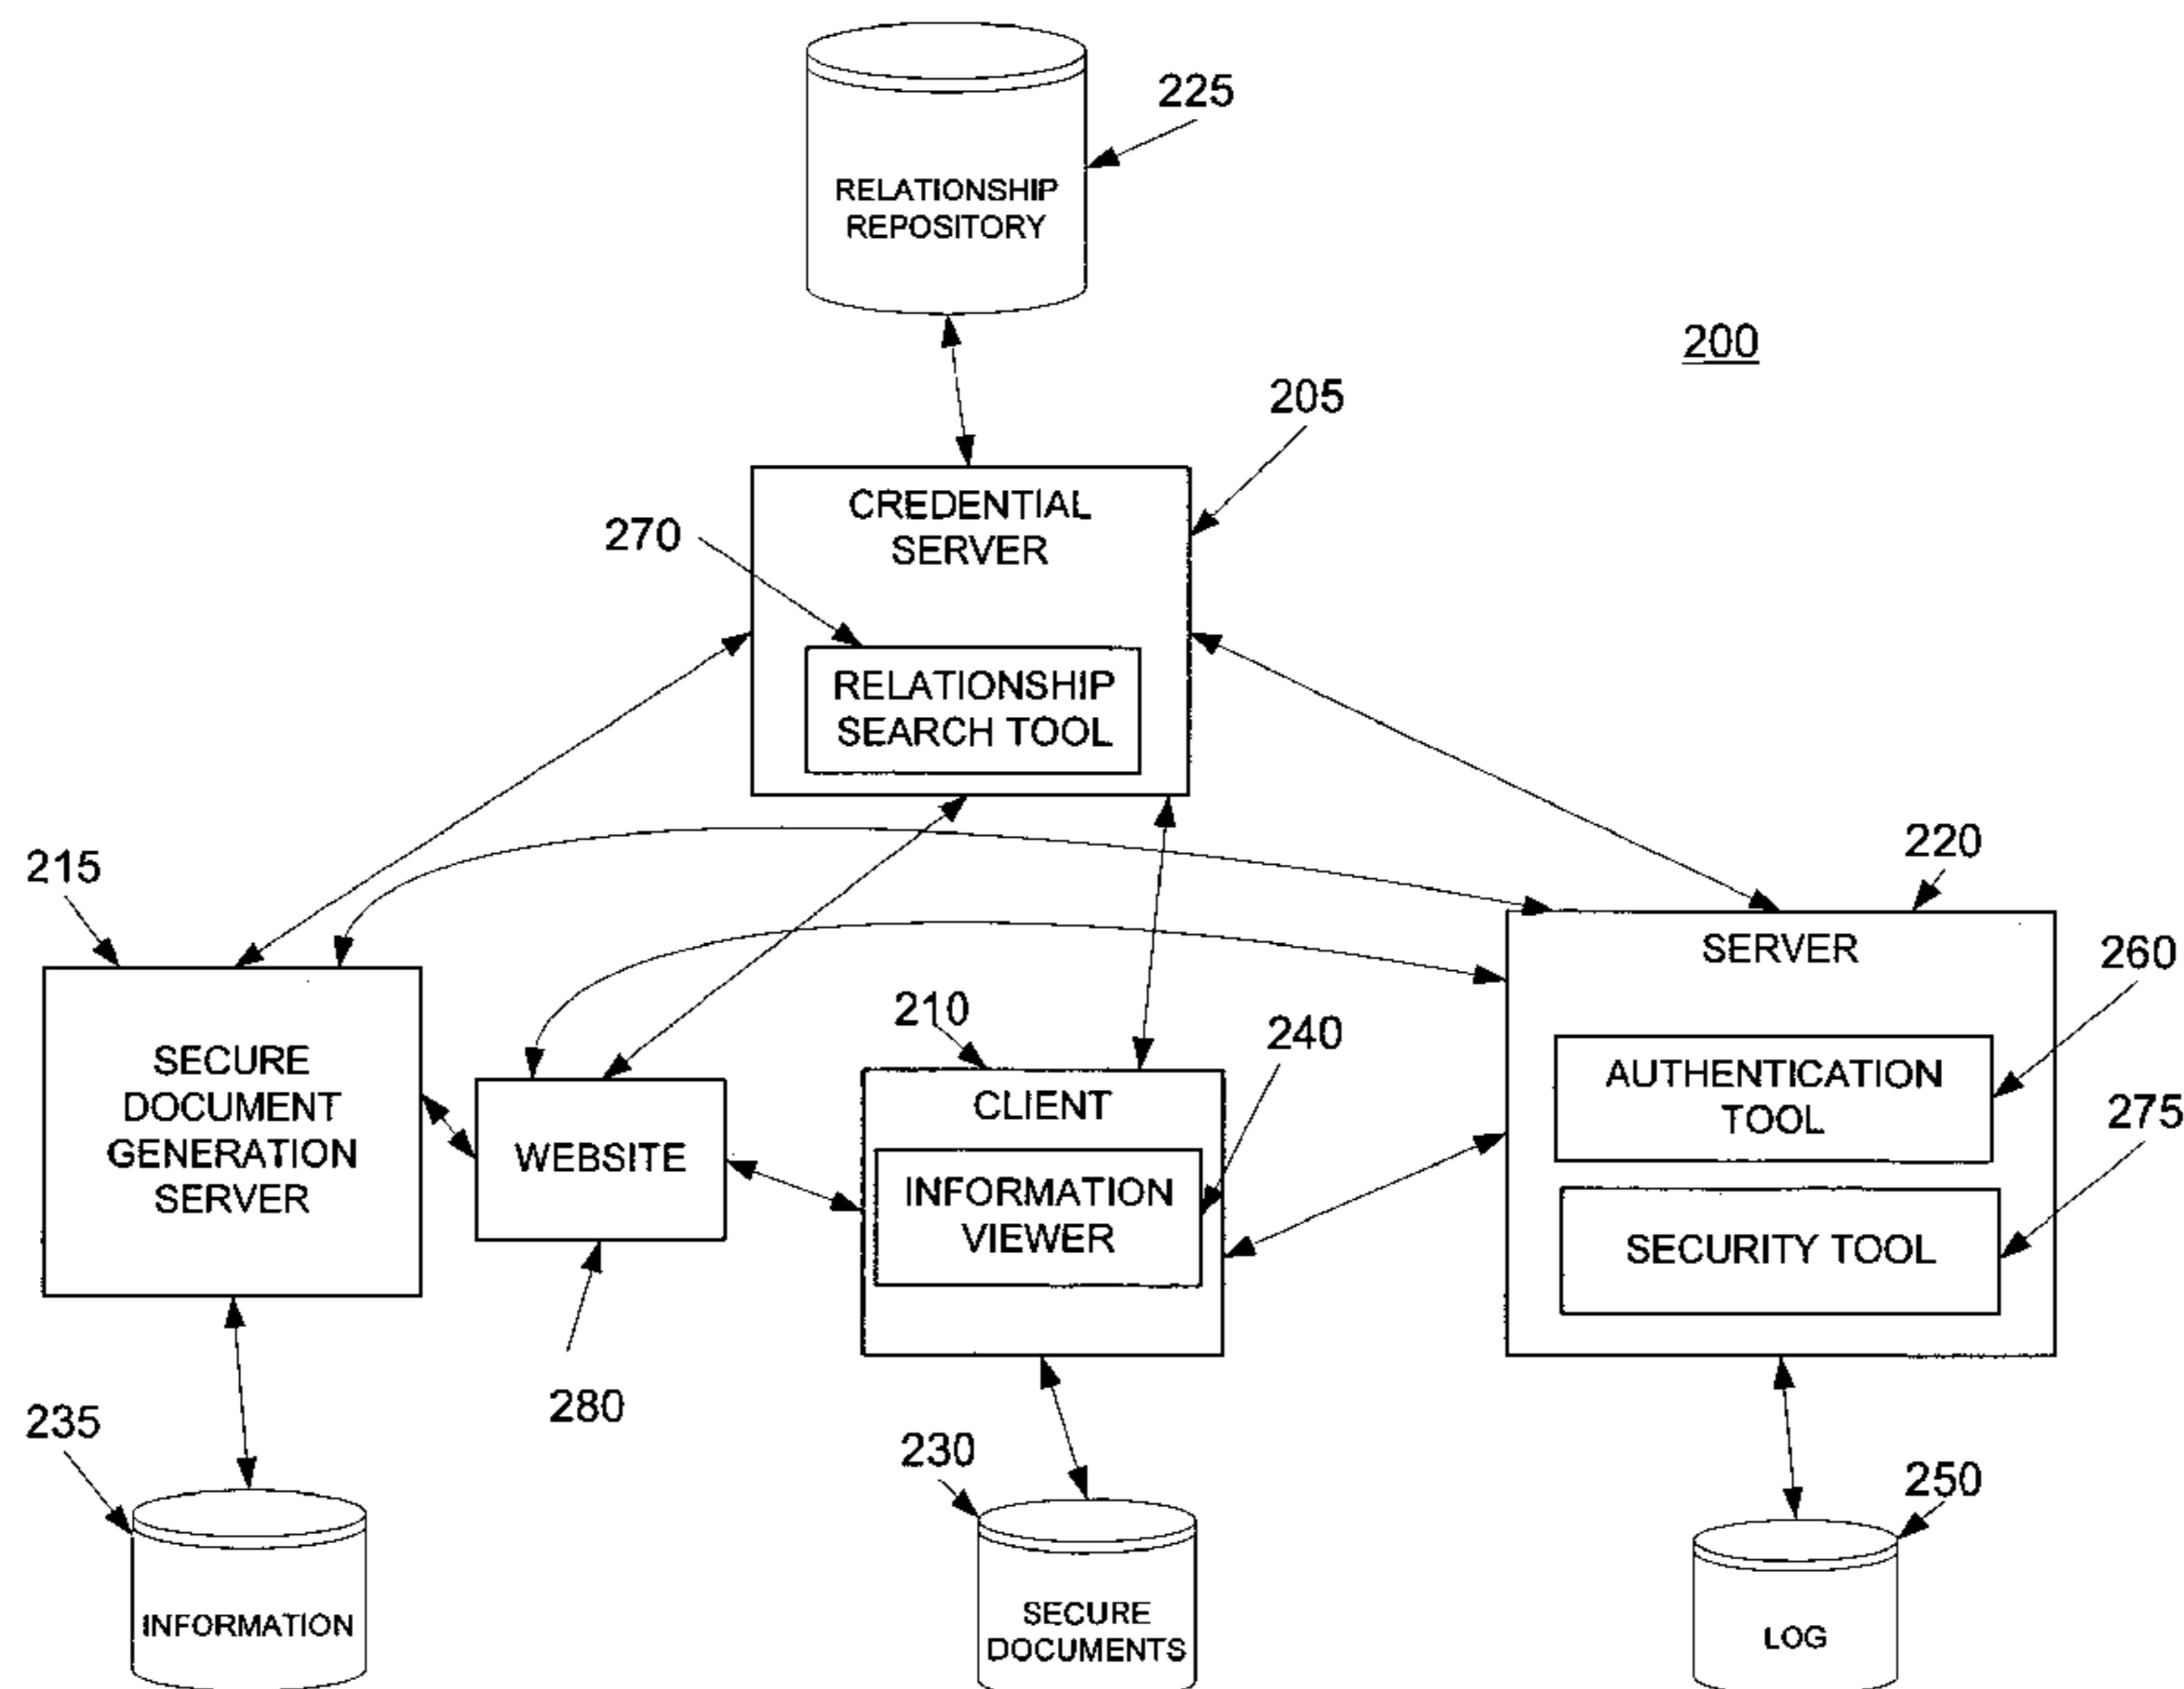 225
RELATIONSHIP
REPOSITORY
200
205
CREDENTIAL
SERVER
270
RELATIONSHIP
SEARCH TOOL
215
220
SERVER
260
210
240
SECURE
DOCUMENT
GENERATION
SERVER
WEBSITE
CLIENT
INFORMATION
VIEWER
AUTHENTICATION
TOOL
275
SECURITY TOOL
280
235
230
250
INFORMATION
SECURE
DOCUMENTS
LOG